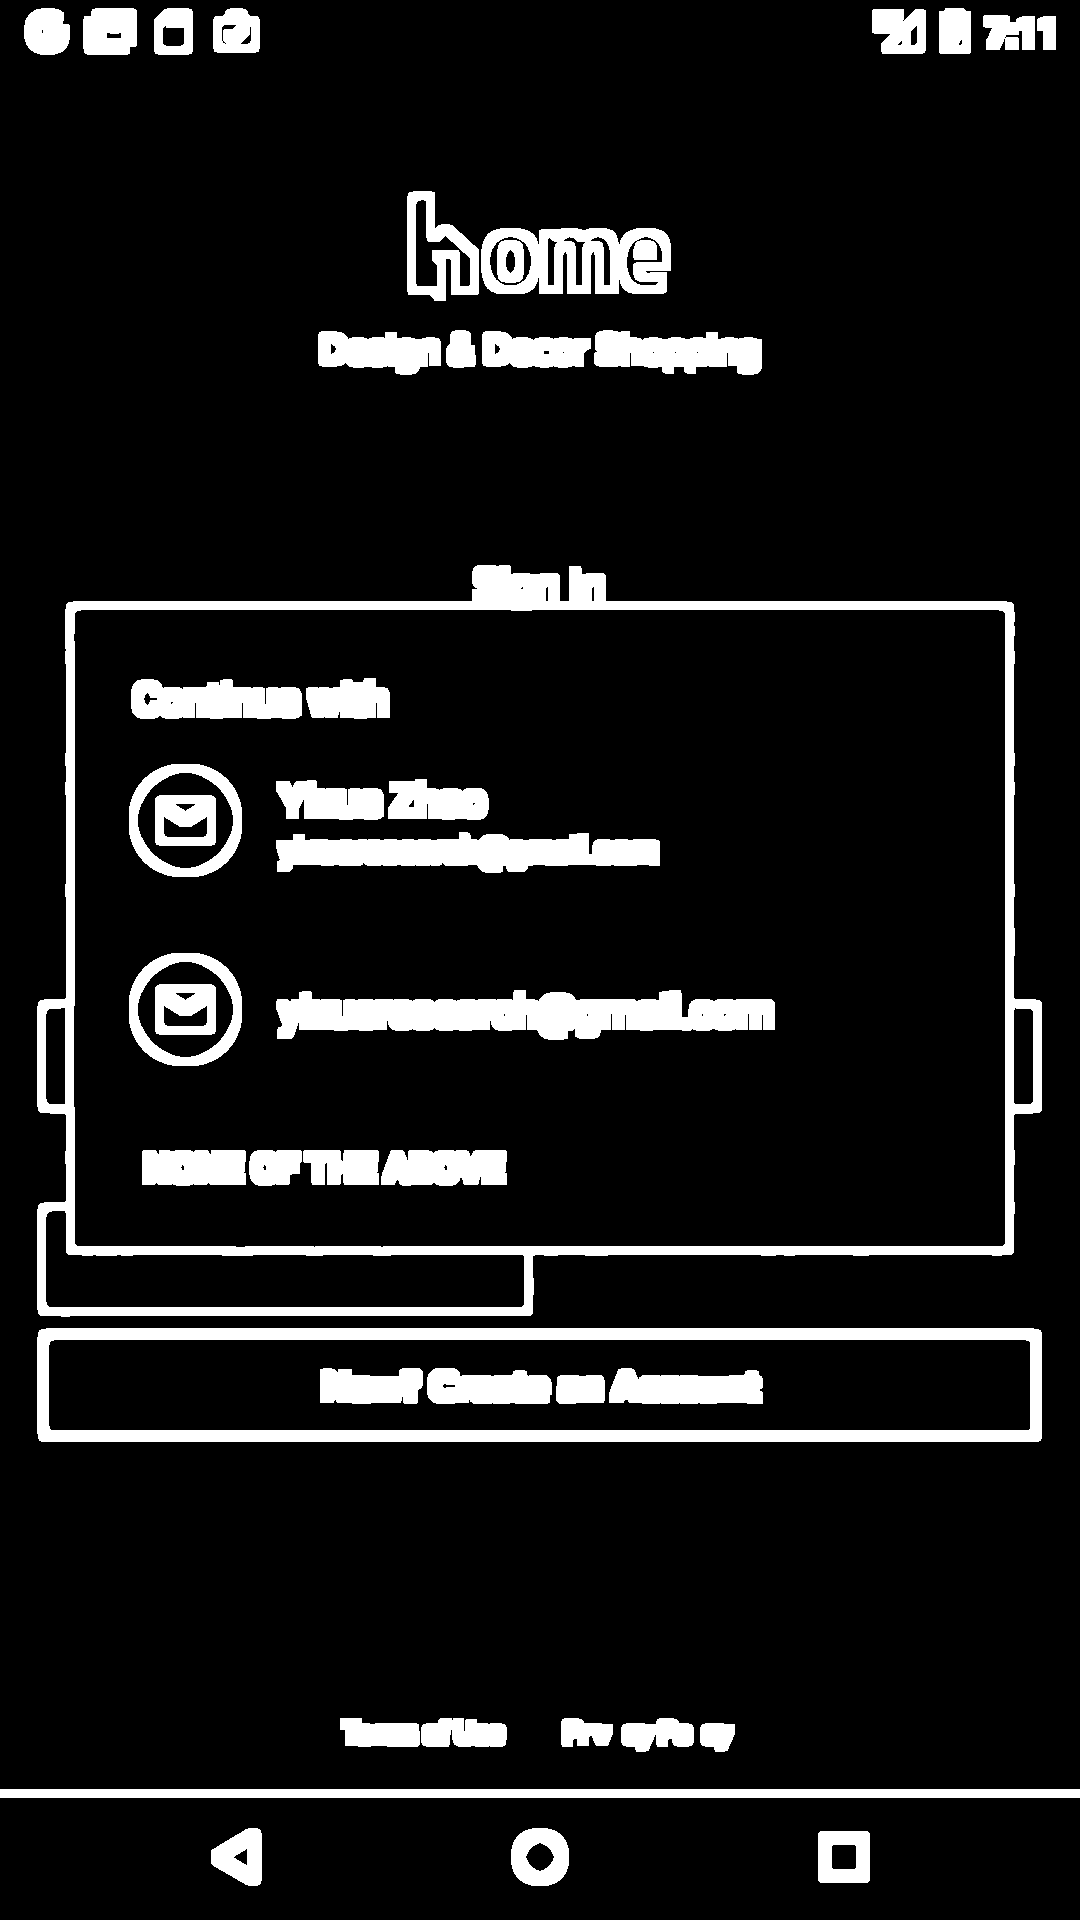 7:11
home
Design & Decor Shopping
Sign in
Continue with
Yixue Zhao
yixueresearch@gmail.com
yixueresearch@gmail.com
NONE OF THE ABOVE
New? Create an Account
Terms of Use Privacy Policy